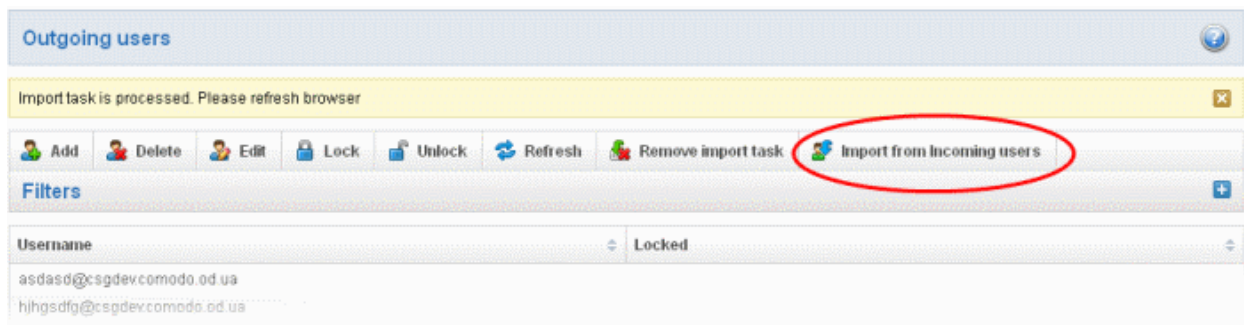 Outgoing users
Import task is processed. Please refresh browser
Add Delete Edit Lock Unlock Refresh Remove import task Import from Incoming users
Filters
Username Locked
asdasd@csgdev.comodo.od.ua
hjhgsdfg@csgdev.comodo.od.ua